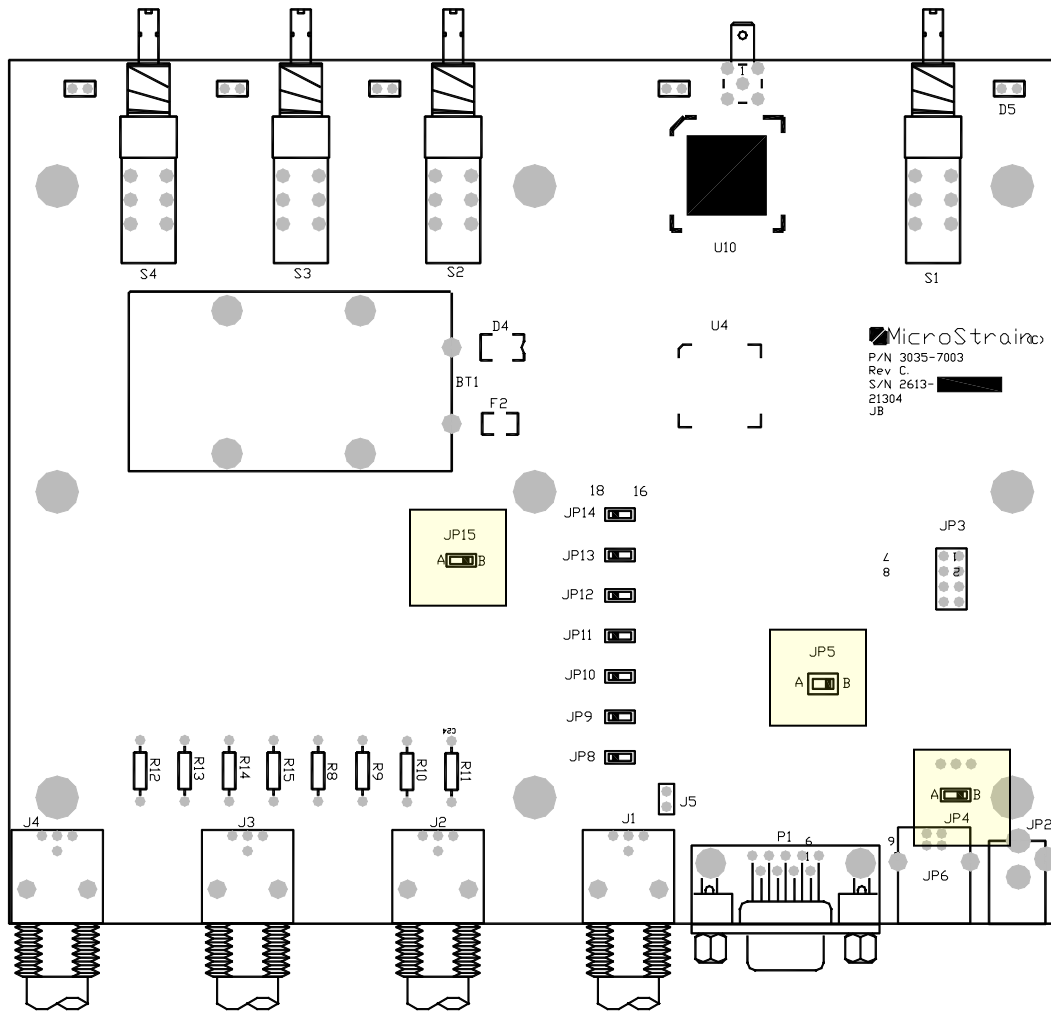 1
D5
U10
S4
S3
S2
S1
D4
U4
MicroStrain(C)
P/N 3035-7003
Rev C.
S/N 2613-
21304
JB
BT1
F2
18 16
JP14
JP15
A B
JP13
JP3
7 1
8 2
JP12
JP11
JP5
A B
JP10
JP9
C24
JP8
R12
R13
R14
R15
R8
R9
R10
R11
J5
A B
JP4
JP2
J4
J3
J2
J1
P1
6
1
9
JP6